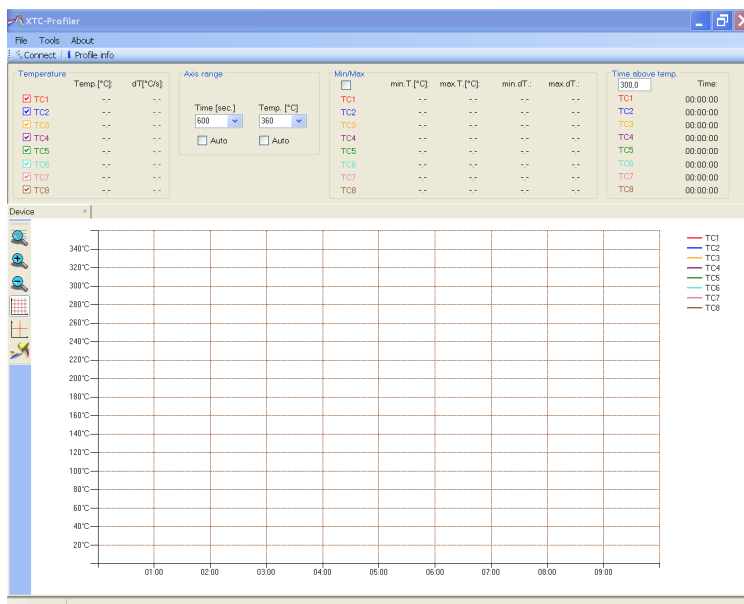 XTC-Profiler
File Tools About
Connect i Profile info
Temperature
Temp.[°C]: dT[°C/s]:
TC1 -.- -.-
TC2 -.- -.-
TC3 -.- -.-
TC4 -.- -.-
TC5 -.- -.-
TC6 -.- -.-
TC7 -.- -.-
TC8 -.- -.-
Axis range
Time [sec.] Temp. [°C]
600 360
Auto Auto
Min/Max
min.T.[°C]: max.T.[°C]: min.dT.: max.dT.:
TC1 -.- -.- -.- -.-
TC2 -.- -.- -.- -.-
TC3 -.- -.- -.- -.-
TC4 -.- -.- -.- -.-
TC5 -.- -.- -.- -.-
TC6 -.- -.- -.- -.-
TC7 -.- -.- -.- -.-
TC8 -.- -.- -.- -.-
Time above temp.
300,0 Time:
TC1 00:00:00
TC2 00:00:00
TC3 00:00:00
TC4 00:00:00
TC5 00:00:00
TC6 00:00:00
TC7 00:00:00
TC8 00:00:00
Device
340°C
320°C
300°C
280°C
260°C
240°C
220°C
200°C
180°C
160°C
140°C
120°C
100°C
80°C
60°C
40°C
20°C
01:00 02:00 03:00 04:00 05:00 06:00 07:00 08:00 09:00
TC1
TC2
TC3
TC4
TC5
TC6
TC7
TC8